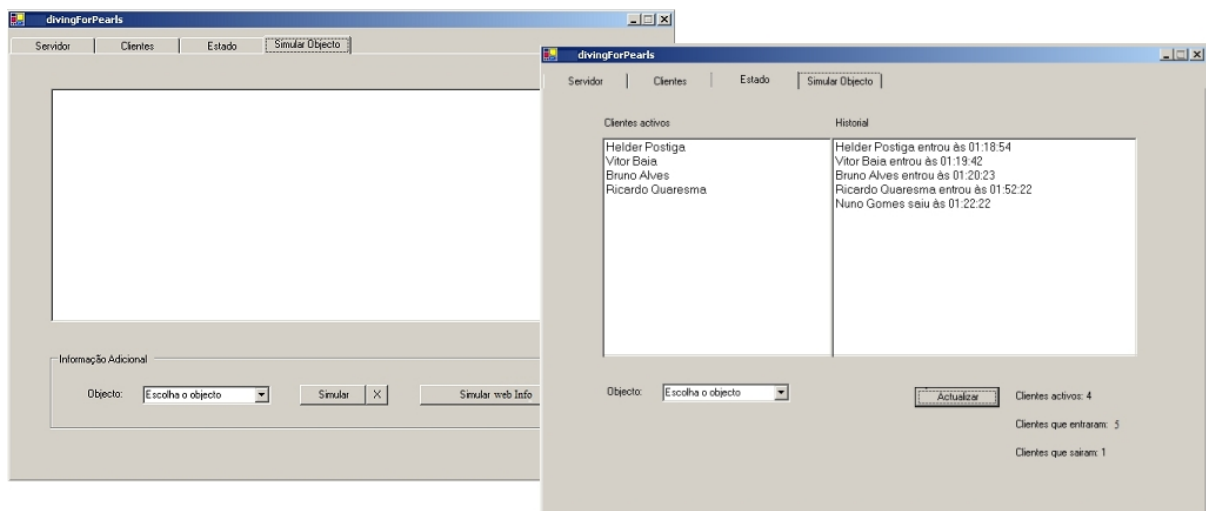 divingForPearls
Servidor Clientes Estado Simular Objecto
Informação Adicional
Objecto: Escolha o objecto Simular X Simular web Info
divingForPearls
Servidor Clientes Estado Simular Objecto
Clientes activos Historial
Helder Postiga
Vitor Baia
Bruno Alves
Ricardo Quaresma
Helder Postiga entrou às 01:18:54
Vitor Baia entrou às 01:19:42
Bruno Alves entrou às 01:20:23
Ricardo Quaresma entrou às 01:52:22
Nuno Gomes saiu às 01:22:22
Objecto: Escolha o objecto Actualizar Clientes activos: 4
Clientes que entraram: 5
Clientes que sairam: 1